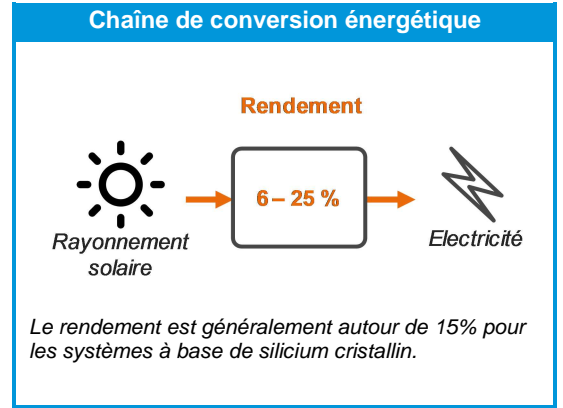 Chaîne de conversion énergétique
Rendement
6 – 25 %
Rayonnement
solaire
Electricité
Le rendement est généralement autour de 15% pour
les systèmes à base de silicium cristallin.